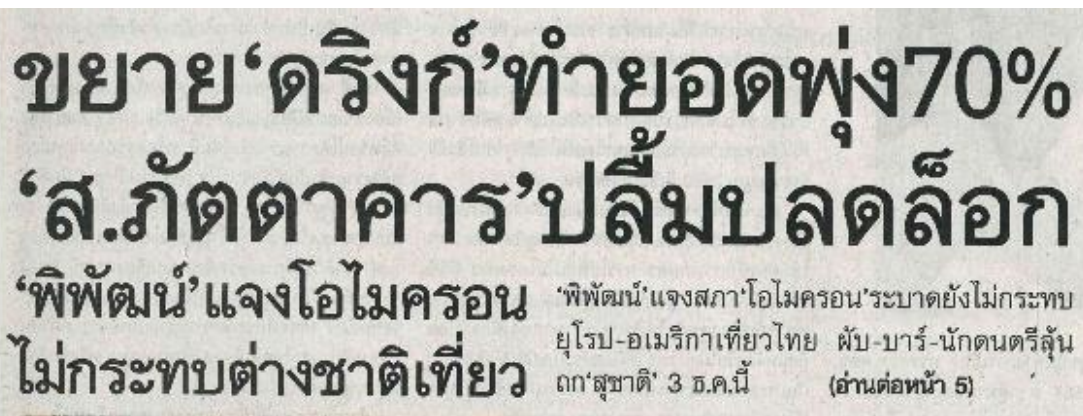 ขยาย‘ดริงก์’ทำยอดพุ่ง70%
‘ส.ภัตตาคาร’ปลื้มปลดล็อก
‘พิพัฒน์’แจงโอไมครอน
ไม่กระทบต่างชาติเที่ยว
‘พิพัฒน์’แจงสภา‘โอไมครอน’ระบาดยังไม่กระทบ
ยุโรป-อเมริกาเที่ยวไทย ผับ-บาร์-นักดนตรีลุ้น
ถก‘สุชาติ’ 3 ธ.ค.นี้ (อ่านต่อหน้า 5)